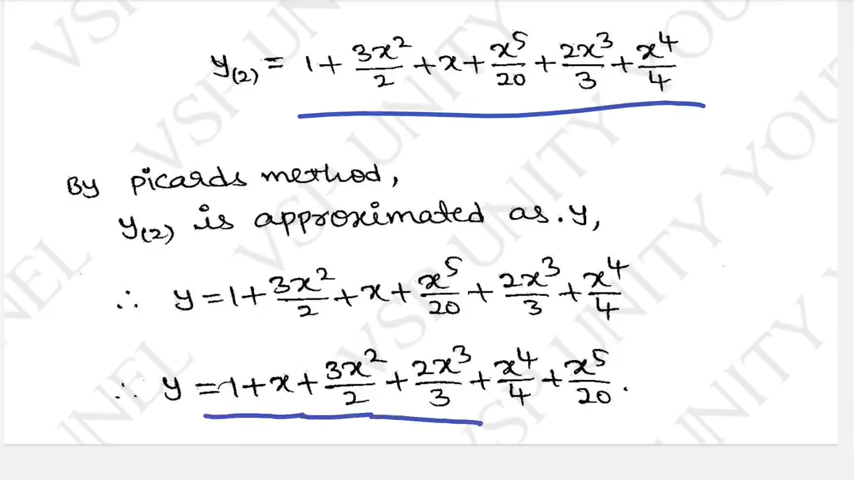 y₍₂₎ = 1 + 3x²/2 + x + x⁵/20 + 2x³/3 + x⁴/4
By picards method,
y₍₂₎ is approximated as .y,
∴ y = 1 + 3x²/2 + x + x⁵/20 + 2x³/3 + x⁴/4
∴ y = 1 + x + 3x²/2 + 2x³/3 + x⁴/4 + x⁵/20.